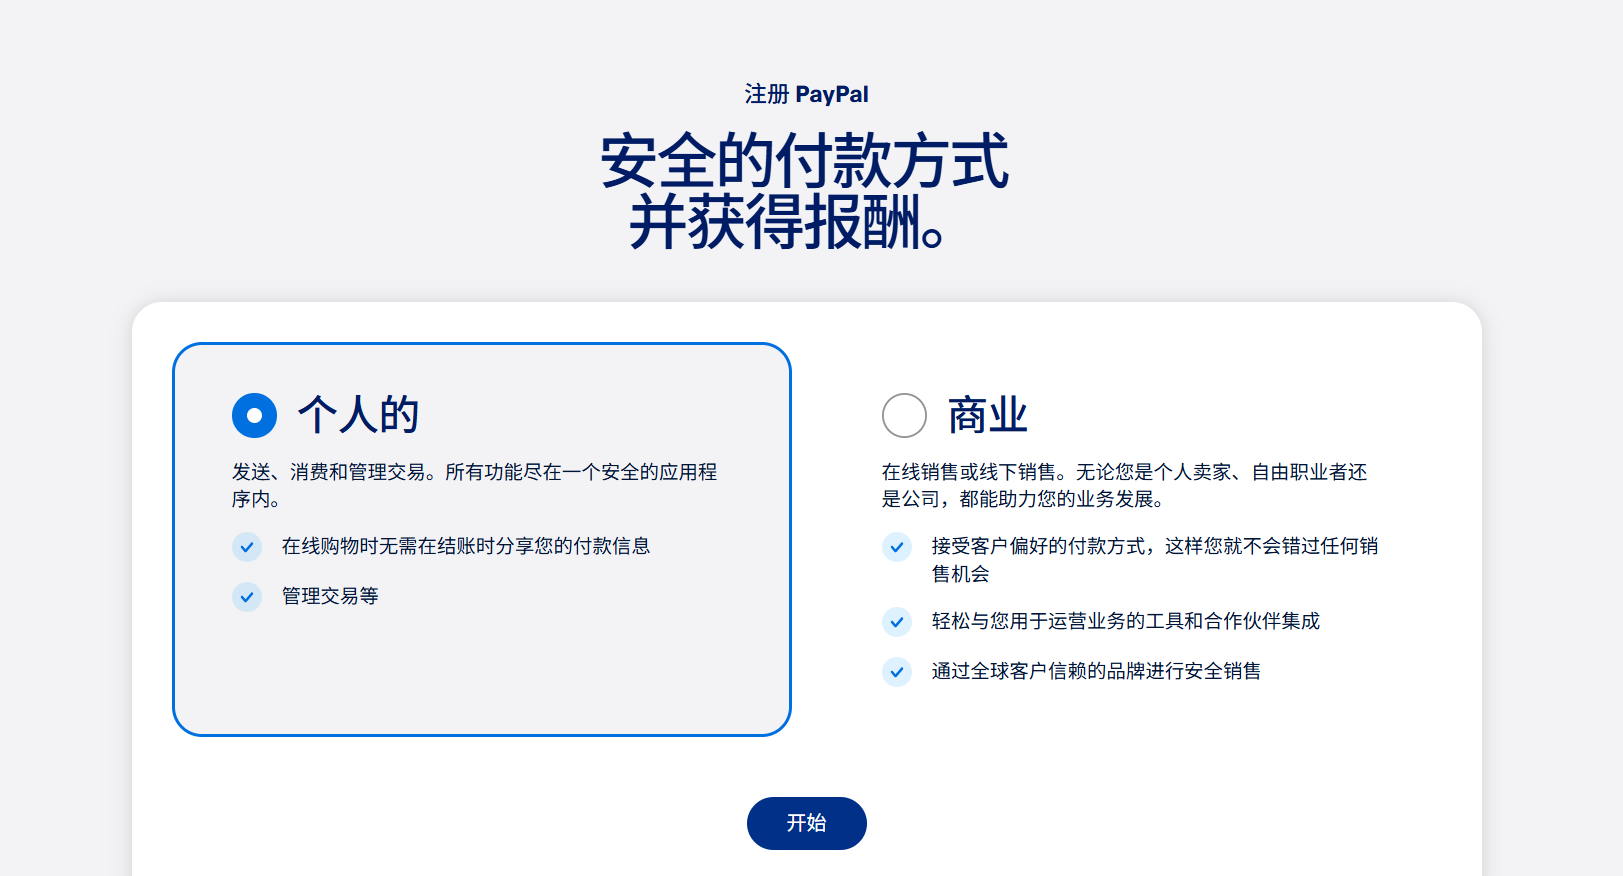 注册 PayPal
安全的付款方式
并获得报酬。
个人的
发送、消费和管理交易。所有功能尽在一个安全的应用程
序内。
在线购物时无需在结账时分享您的付款信息
管理交易等
商业
在线销售或线下销售。无论您是个人卖家、自由职业者还
是公司，都能助力您的业务发展。
接受客户偏好的付款方式，这样您就不会错过任何销
售机会
轻松与您用于运营业务的工具和合作伙伴集成
通过全球客户信赖的品牌进行安全销售
开始